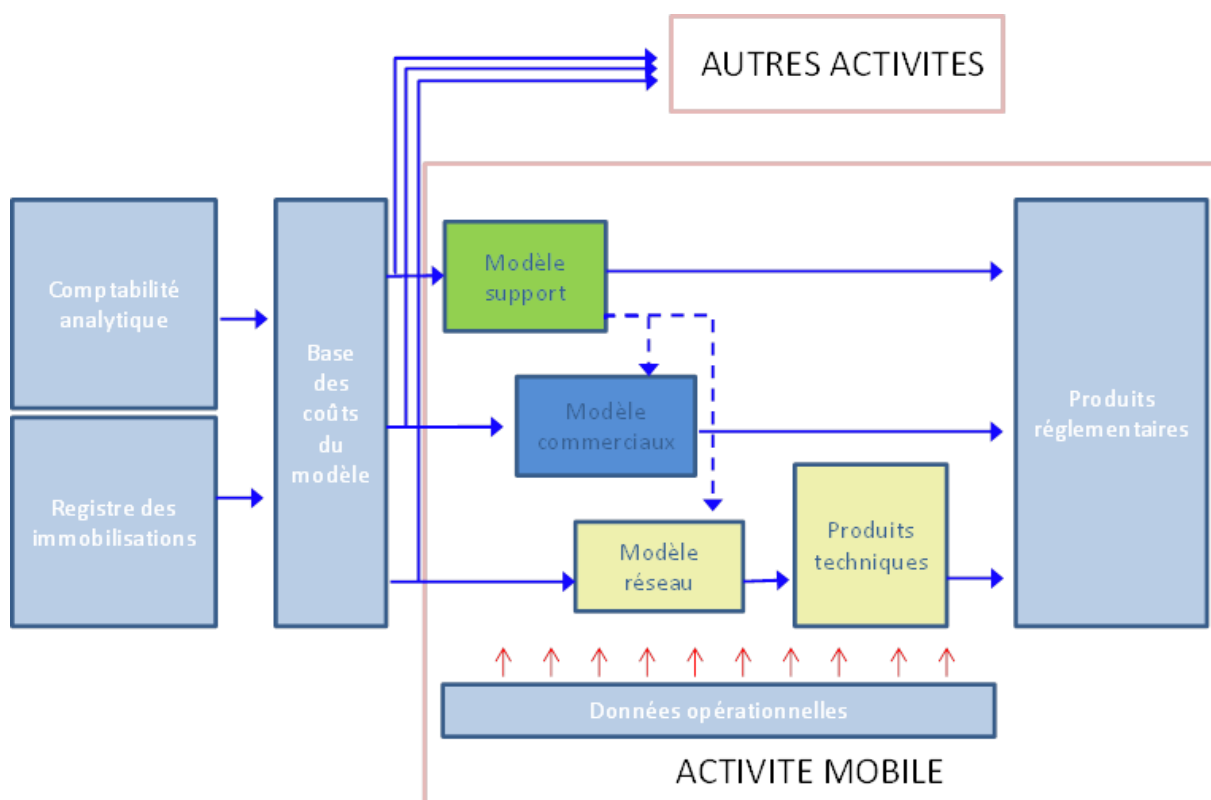 AUTRES ACTIVITES
Comptabilité
analytique
Registre des
immobilisations
Base
des
coûts
du
modèle
Modèle
support
Modèle
commerciaux
Modèle
réseau
Produits
techniques
Produits
réglementaires
Données opérationnelles
ACTIVITE MOBILE